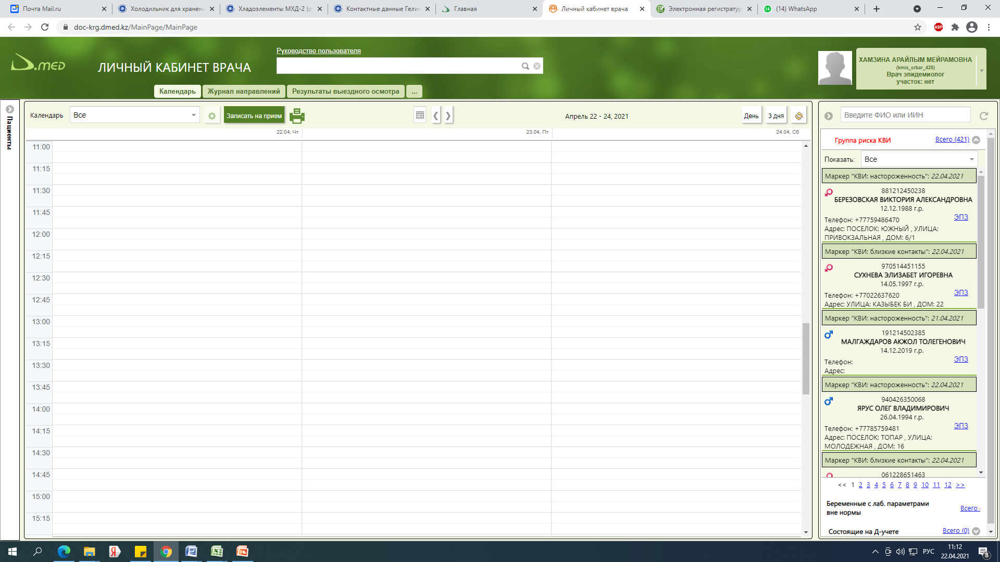 Почта Mail.ru
Холодильник для хранени
Хладоэлементы МХД-2 (о
Контактные данные Гелик
Главная
Личный кабинет врача
Электронная регистратур
(14) WhatsApp
doc-krg.dmed.kz/MainPage/MainPage
ABP
D.MED
ЛИЧНЫЙ КАБИНЕТ ВРАЧА
Руководство пользователя
ХАМЗИНА АРАЙЛЫМ МЕЙРАМОВНА
(kmis_crbar_428)
Врач эпидемиолог
участок: нет
Календарь
Журнал направлений
Результаты выездного осмотра
...
Пациенты
Календарь
Все
Записать на прием
Апрель 22 - 24, 2021
День
3 дня
22.04, Чт
23.04, Пт
24.04, Сб
11:00
11:15
11:30
11:45
12:00
12:15
12:30
12:45
13:00
13:15
13:30
13:45
14:00
14:15
14:30
14:45
15:00
15:15
Введите ФИО или ИИН
Группа риска КВИ
Всего (421)
Показать:
Все
Маркер "КВИ: настороженность": 22.04.2021
881212450238
БЕРЕЗОВСКАЯ ВИКТОРИЯ АЛЕКСАНДРОВНА
12.12.1988 г.р.
ЭПЗ
Телефон: +77759486470
Адрес: ПОСЕЛОК: ЮЖНЫЙ , УЛИЦА:
ПРИВОКЗАЛЬНАЯ , ДОМ: 6/1
Маркер "КВИ: близкие контакты": 22.04.2021
970514451155
СУХНЕВА ЭЛИЗАБЕТ ИГОРЕВНА
14.05.1997 г.р.
ЭПЗ
Телефон: +77022637620
Адрес: УЛИЦА: КАЗЫБЕК БИ , ДОМ: 22
Маркер "КВИ: настороженность": 21.04.2021
191214502385
МАЛГАЖДАРОВ АКЖОЛ ТОЛЕГЕНОВИЧ
14.12.2019 г.р.
ЭПЗ
Телефон:
Адрес:
Маркер "КВИ: настороженность": 22.04.2021
940426350068
ЯРУС ОЛЕГ ВЛАДИМИРОВИЧ
26.04.1994 г.р.
ЭПЗ
Телефон: +77785759481
Адрес: ПОСЕЛОК: ТОПАР , УЛИЦА:
МОЛОДЕЖНАЯ , ДОМ: 16
Маркер "КВИ: близкие контакты": 22.04.2021
061228651463
<< 1 2 3 4 5 6 7 8 9 10 11 12 >>
Беременные с лаб. параметрами
вне нормы
Всего (
Состоящие на Д-учете
Всего (0)
РУС
11:12
22.04.2021
8